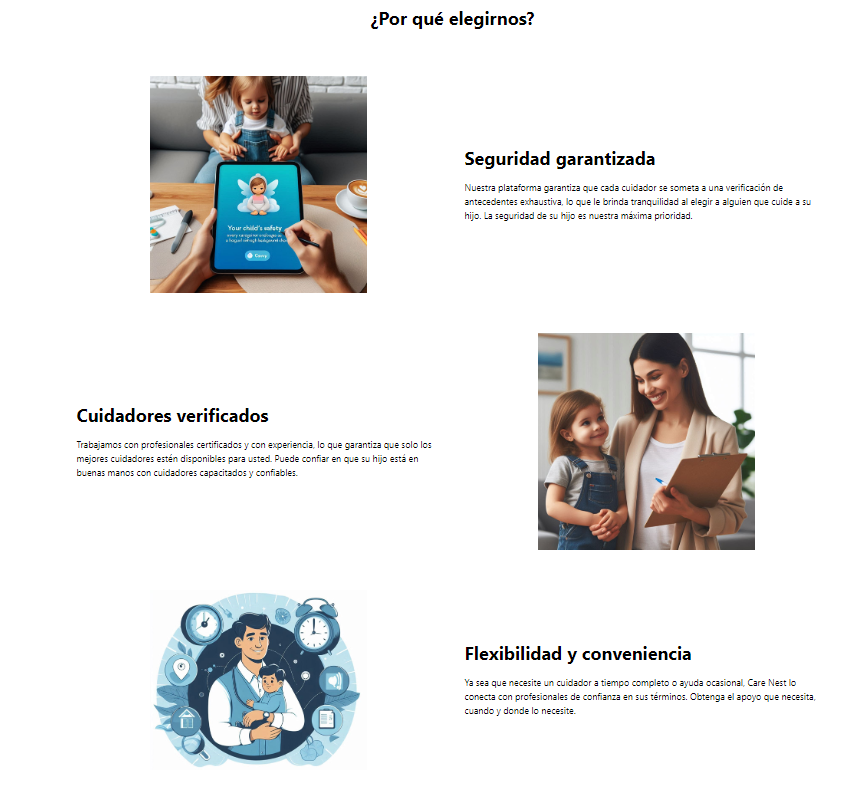 ¿Por qué elegirnos?
Your child's safety
Seguridad garantizada
Nuestra plataforma garantiza que cada cuidador se someta a una verificación de
antecedentes exhaustiva, lo que le brinda tranquilidad al elegir a alguien que cuide a su
hijo. La seguridad de su hijo es nuestra máxima prioridad.
Cuidadores verificados
Trabajamos con profesionales certificados y con experiencia, lo que garantiza que solo los
mejores cuidadores estén disponibles para usted. Puede confiar en que su hijo está en
buenas manos con cuidadores capacitados y confiables.
Flexibilidad y conveniencia
Ya sea que necesite un cuidador a tiempo completo o ayuda ocasional, Care Nest lo
conecta con profesionales de confianza en sus términos. Obtenga el apoyo que necesita,
cuando y donde lo necesite.